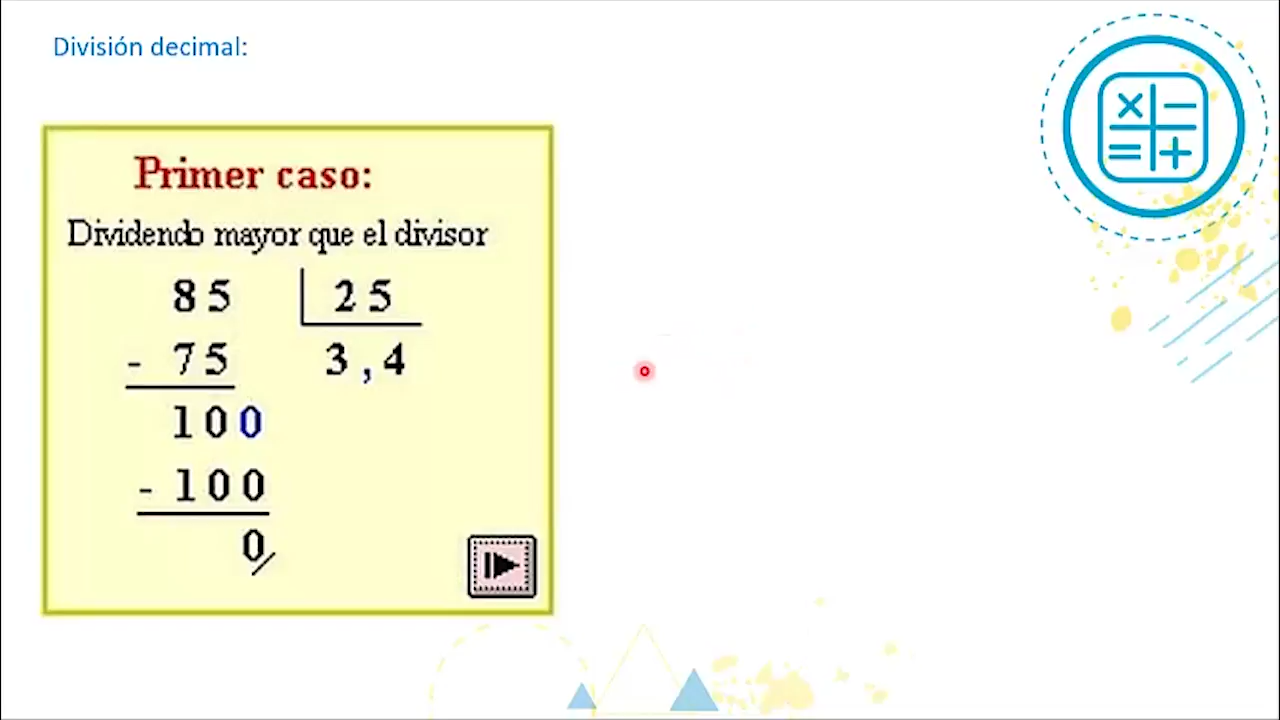 División decimal:
Primer caso:
Dividendo mayor que el divisor
85 25
- 75 3,4
100
- 100
0